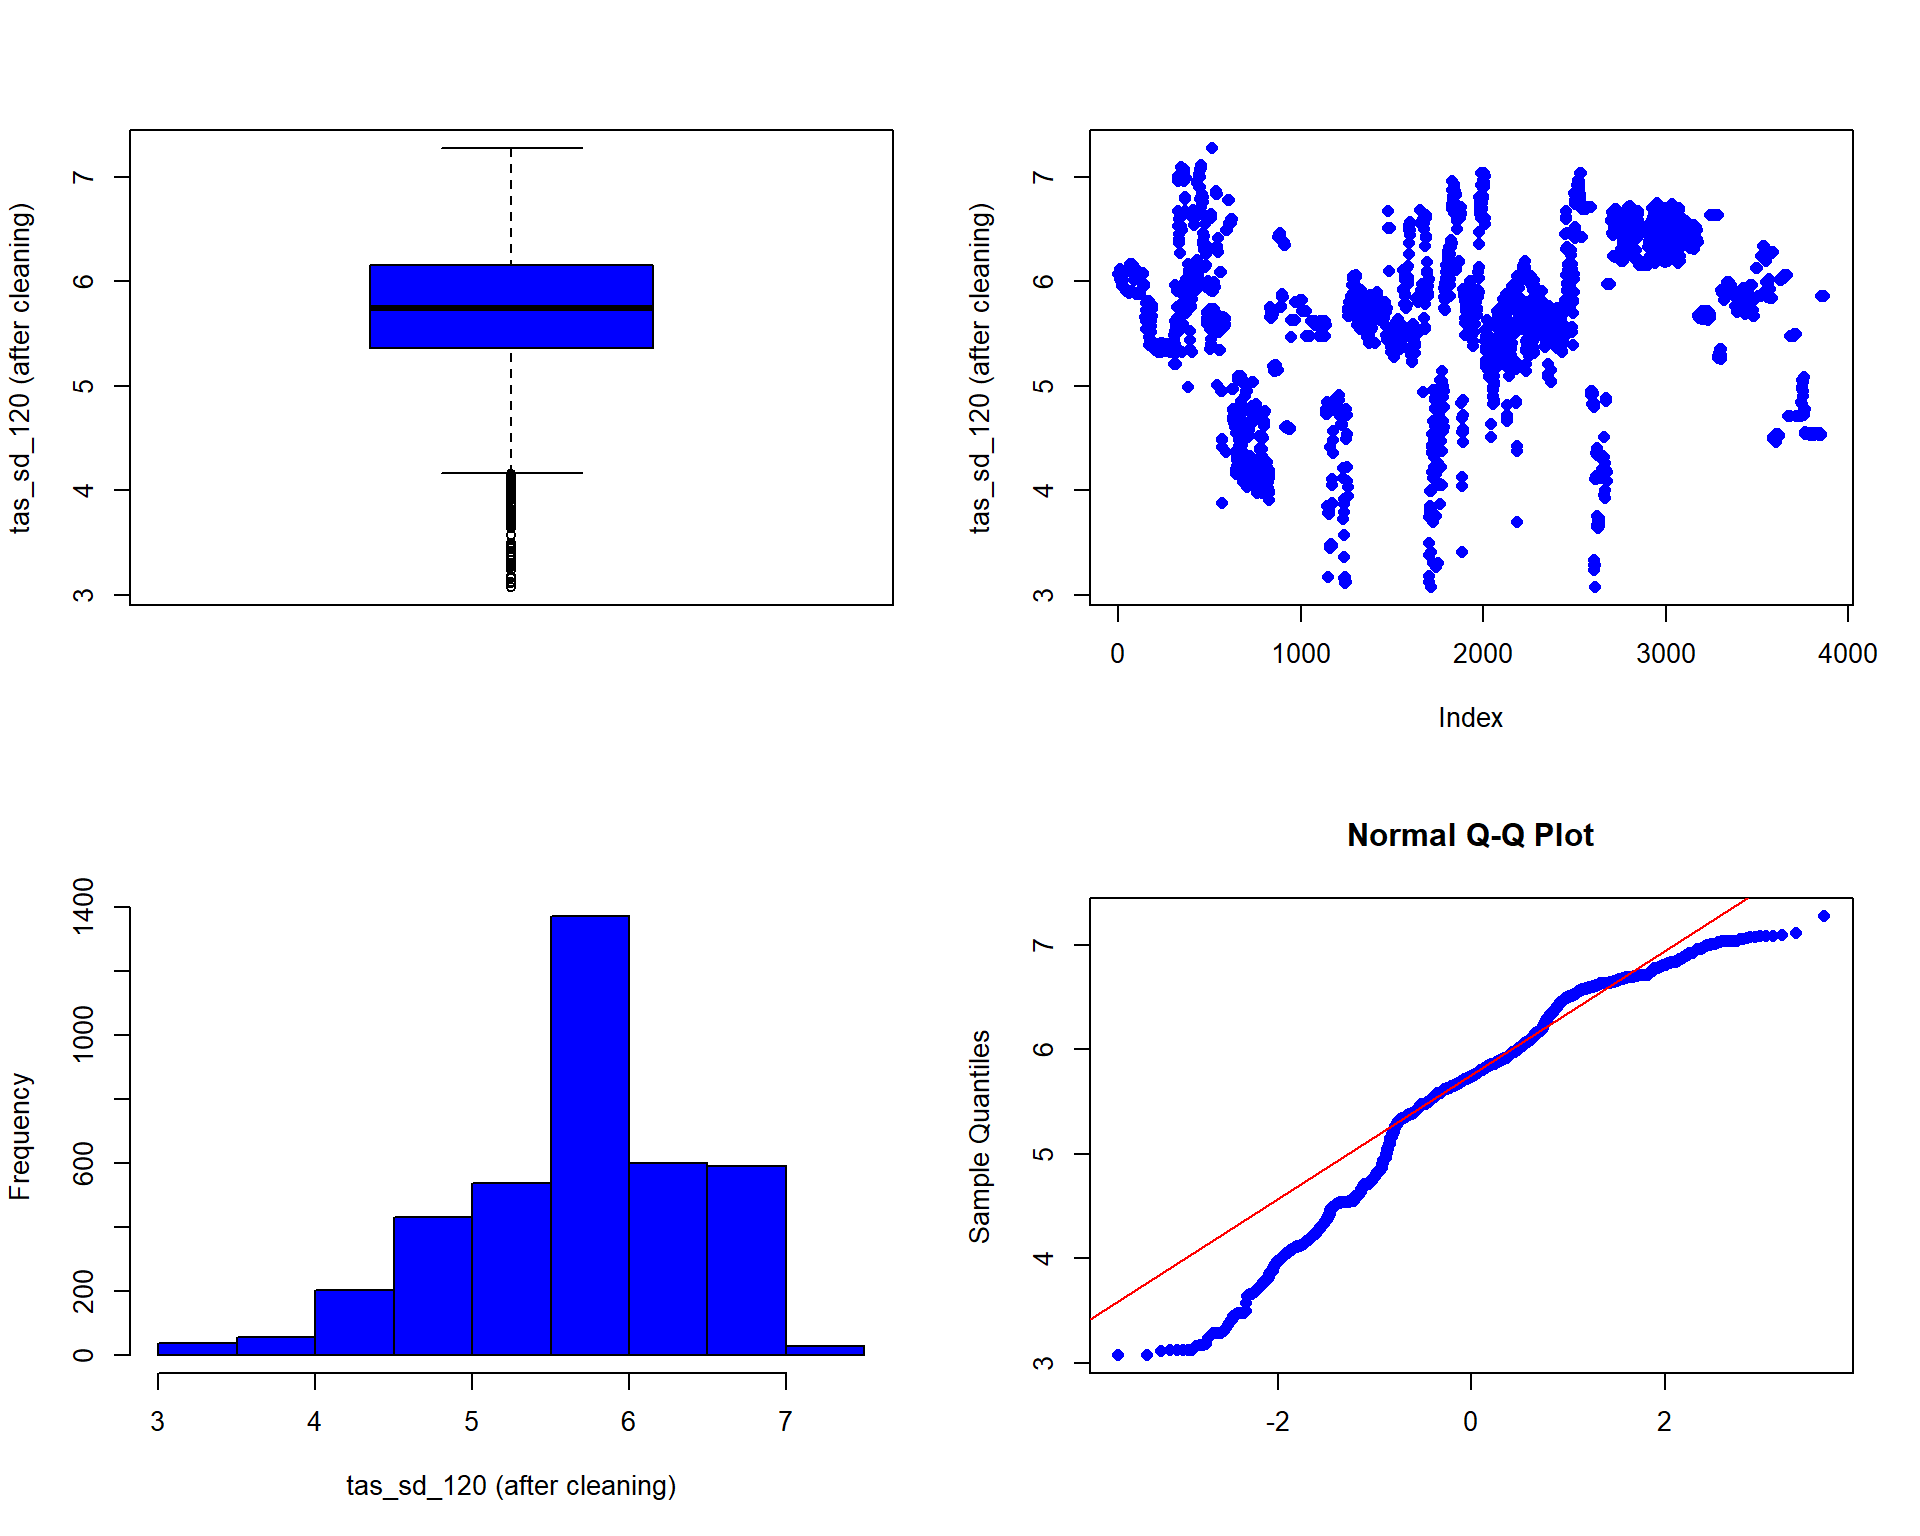 tas_sd_120 (after cleaning)
7
6
5
4
3
tas_sd_120 (after cleaning)
7
6
5
4
3
0 1000 2000 3000 4000
Index
Frequency
1400
1000
600
200
0
3 4 5 6 7
tas_sd_120 (after cleaning)
Normal Q-Q Plot
Sample Quantiles
7
6
5
4
3
-2 0 2